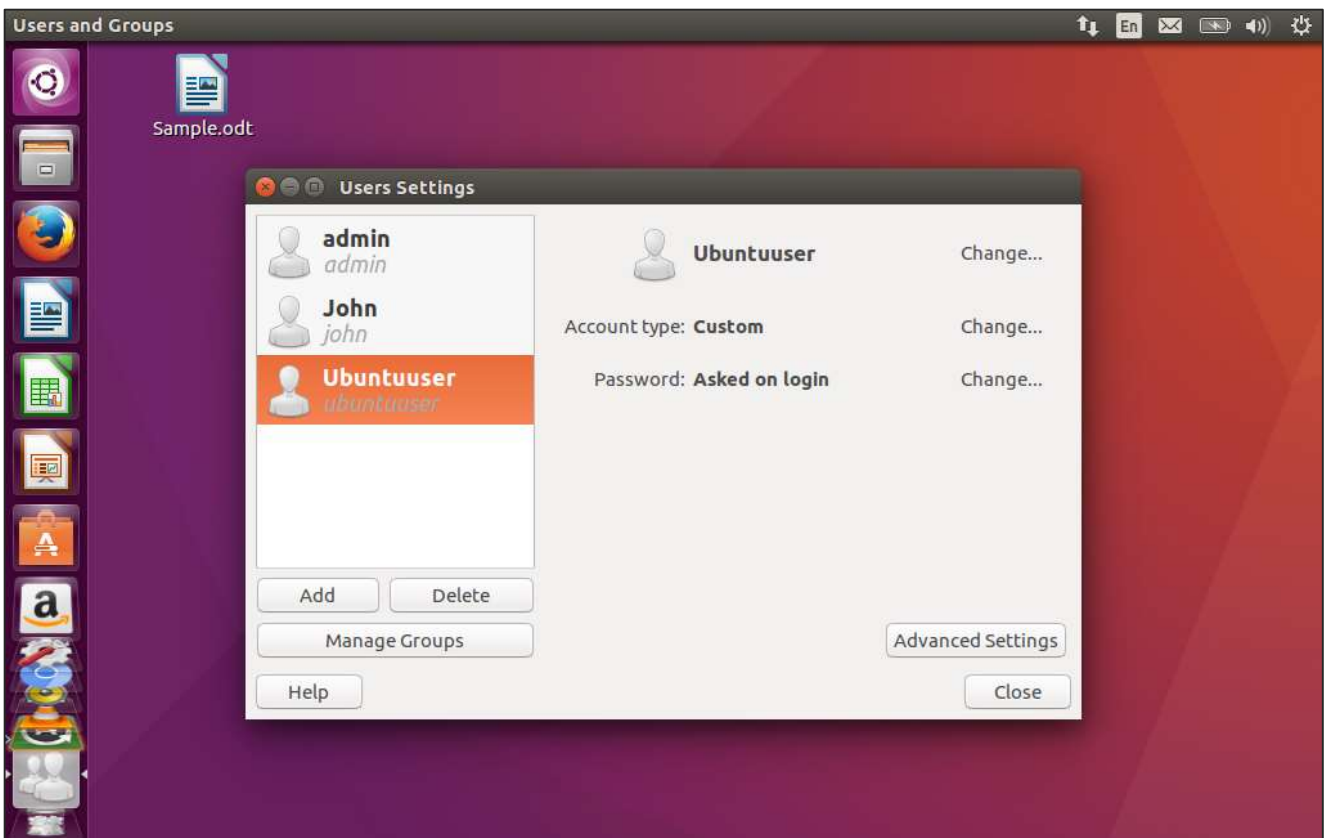 Users and Groups
En
Sample.odt
Users Settings
admin
admin
John
john
Ubuntuuser
ubuntuuser
Ubuntuuser Change...
Account type: Custom Change...
Password: Asked on login Change...
Add Delete
Manage Groups
Advanced Settings
Help
Close
A
a